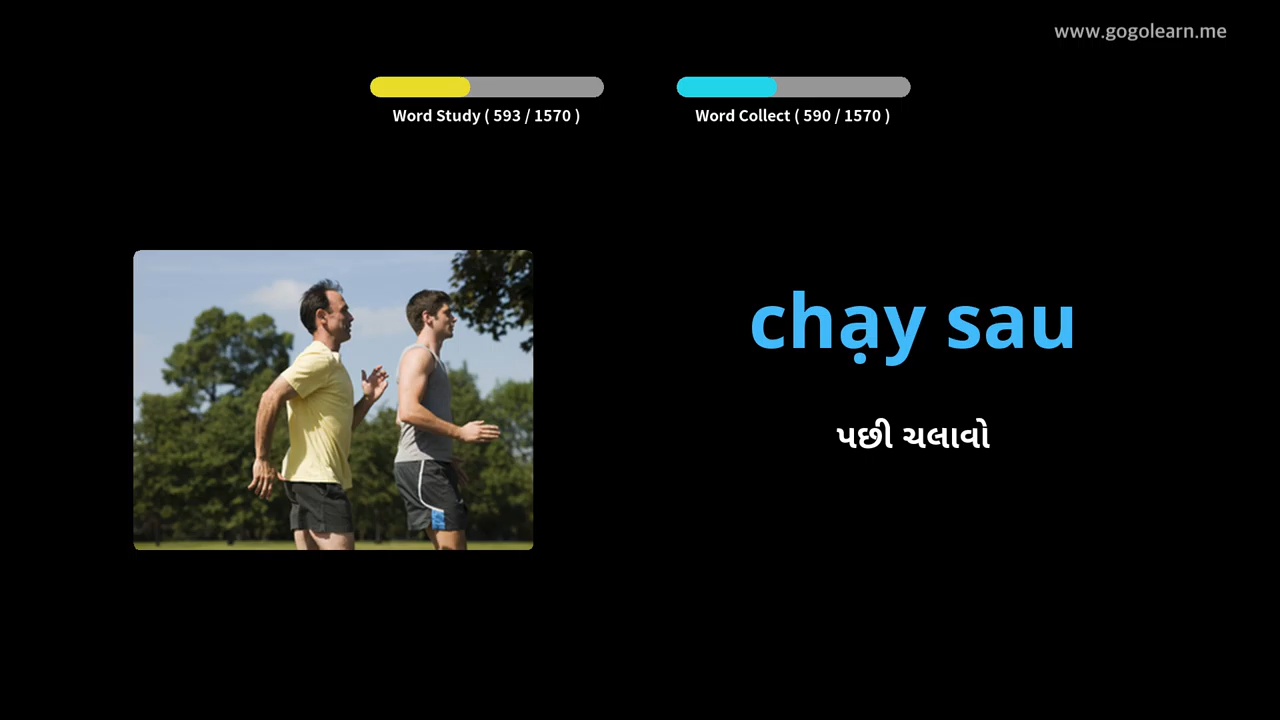 www.gogolearn.me
Word Study ( 593 / 1570 )
Word Collect ( 590 / 1570 )
chạy sau
પછી ચલાવો